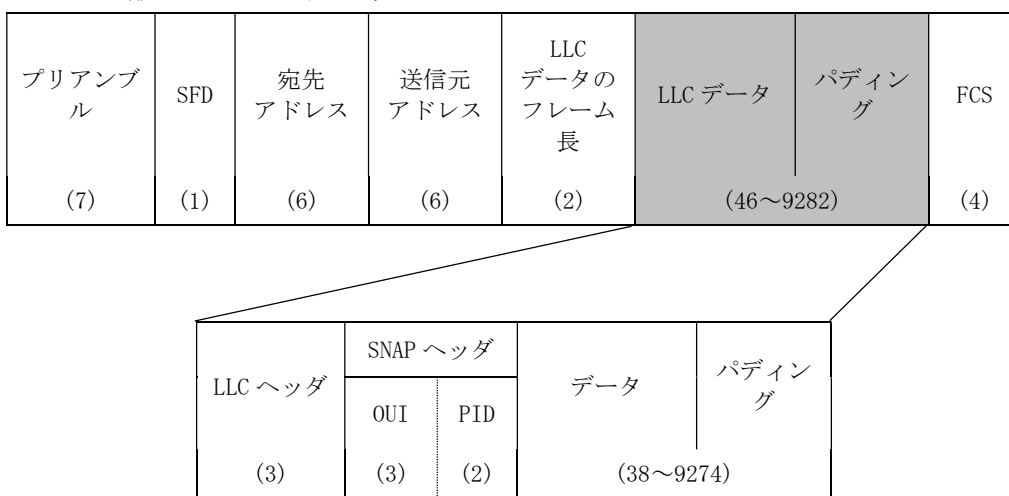 プリアンブ
ル
SFD
宛先
アドレス
送信元
アドレス
LLC
データの
フレーム
長
LLC データ
パディン
グ
FCS
(7)
(1)
(6)
(6)
(2)
(46～9282)
(4)
LLC ヘッダ
SNAP ヘッダ
OUI
PID
データ
パディン
グ
(3)
(3)
(2)
(38～9274)